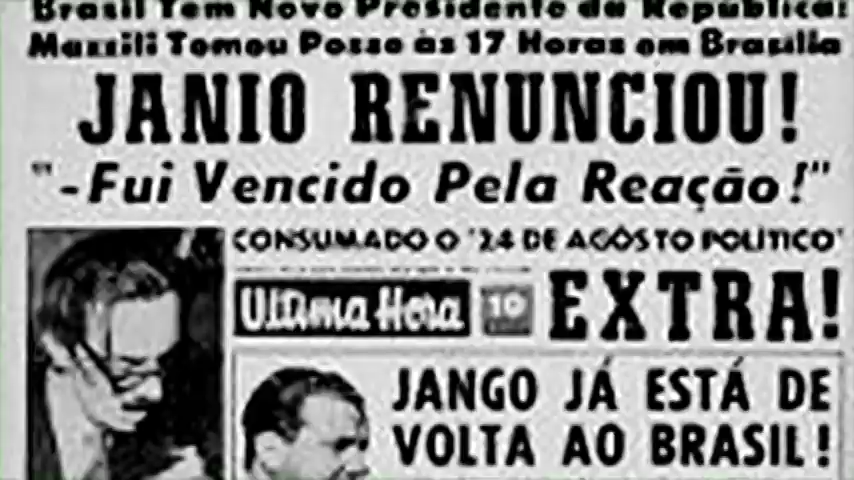 Brasil Tem Novo Presidente da República:
Mazzili Tomou Posse às 17 Horas em Brasília
JANIO RENUNCIOU!
"-Fui Vencido Pela Reação!"
CONSUMADO O '24 DE AGÔSTO POLÍTICO'
Ultima Hora 10 EXTRA!
JANGO JÁ ESTÁ DE
VOLTA AO BRASIL!